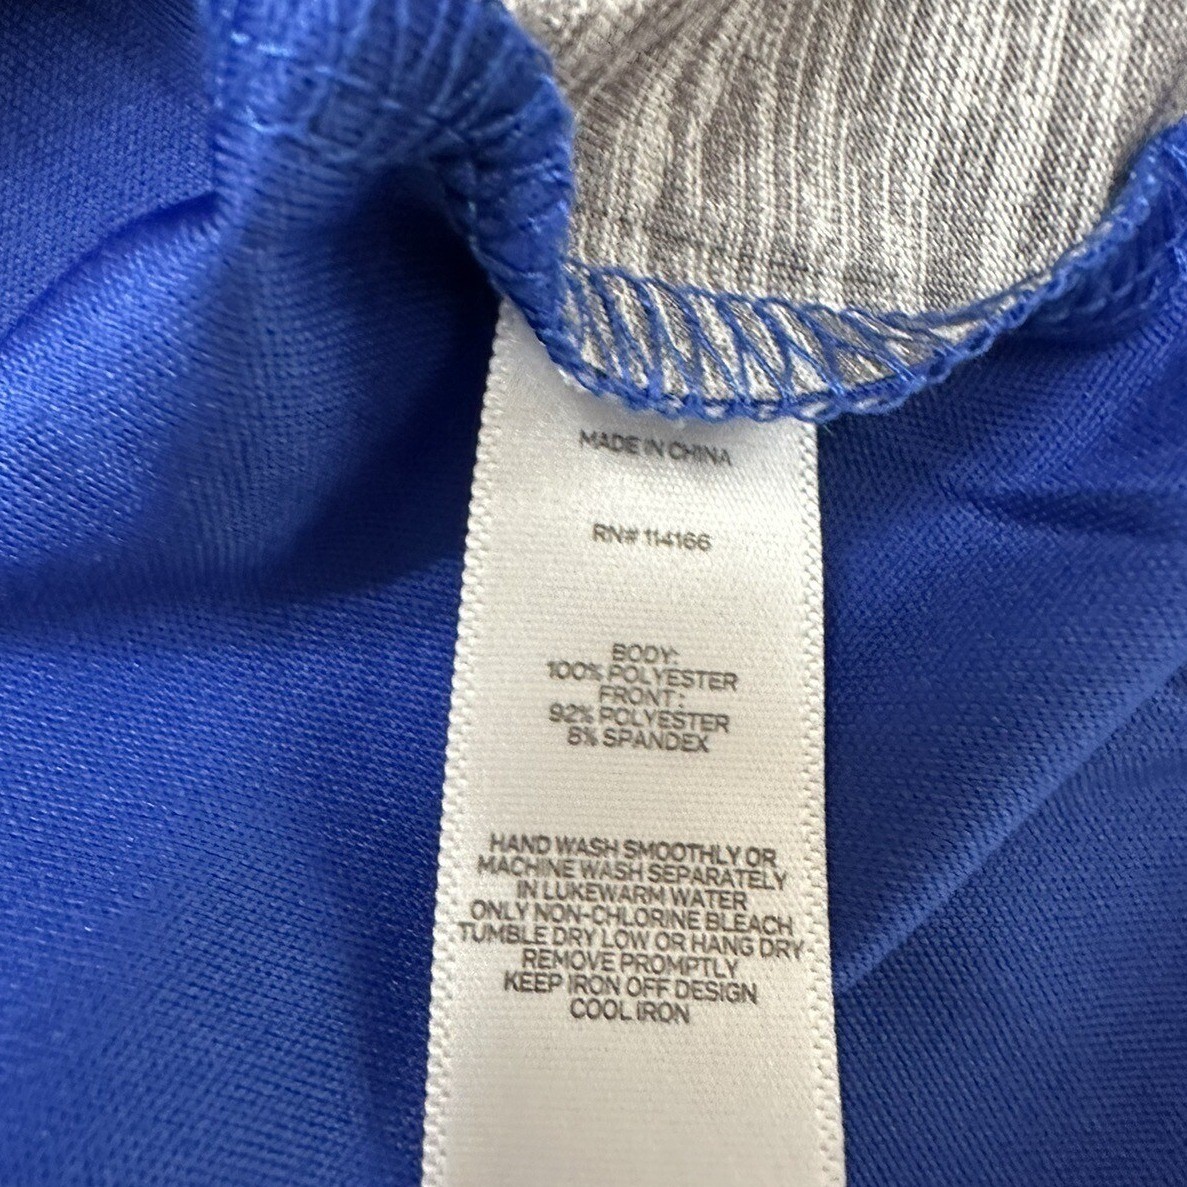 MADE IN CHINA
RN# 114166
BODY:
100% POLYESTER
FRONT:
92% POLYESTER
8% SPANDEX
HAND WASH SMOOTHLY OR
MACHINE WASH SEPARATELY
IN LUKEWARM WATER
ONLY NON-CHLORINE BLEACH
TUMBLE DRY LOW OR HANG DRY
REMOVE PROMPTLY
KEEP IRON OFF DESIGN
COOL IRON